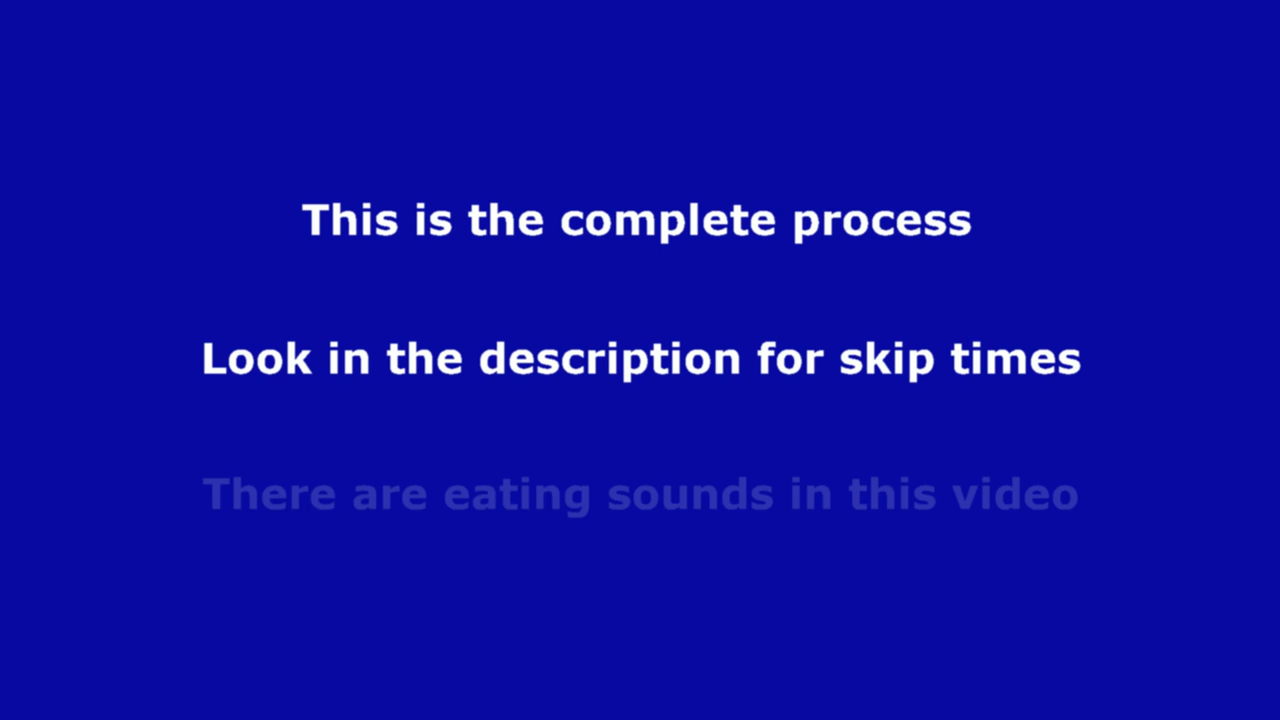 This is the complete process
Look in the description for skip times
There are eating sounds in this video